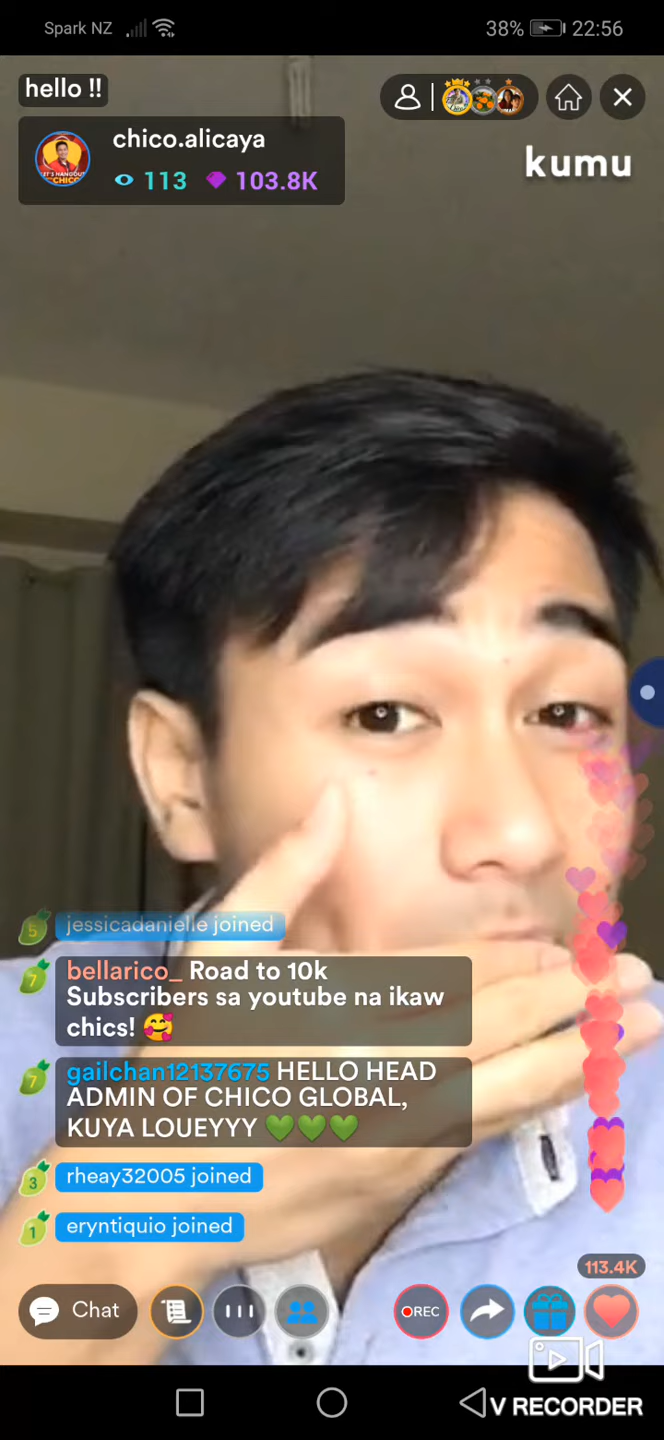 Spark NZ
38% 22:56
hello !!
chico.alicaya
113 103.8K
kumu
jessicadanielle joined
5
bellarico_ Road to 10k
7
Subscribers sa youtube na ikaw
chics! 🥰
gailchan12137675 HELLO HEAD
7
ADMIN OF CHICO GLOBAL,
KUYA LOUEYYY 💚💚💚
rheay32005 joined
3
eryntiquio joined
1
113.4K
Chat
REC
V RECORDER